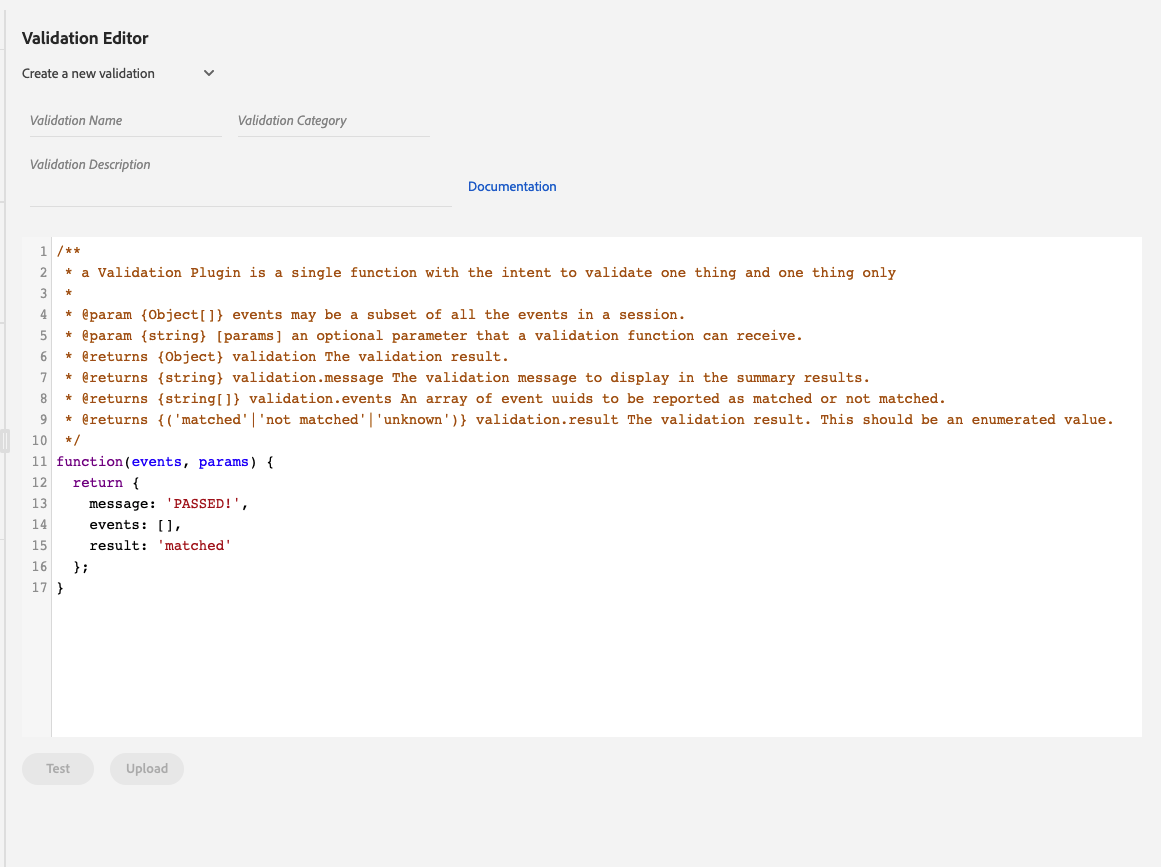 Validation Editor
Create a new validation
Validation Name Validation Category
Validation Description
Documentation
1 /**
2  * a Validation Plugin is a single function with the intent to validate one thing and one thing only
3  *
4  * @param {Object[]} events may be a subset of all the events in a session.
5  * @param {string} [params] an optional parameter that a validation function can receive.
6  * @returns {Object} validation The validation result.
7  * @returns {string} validation.message The validation message to display in the summary results.
8  * @returns {string[]} validation.events An array of event uuids to be reported as matched or not matched.
9  * @returns {('matched'|'not matched'|'unknown')} validation.result The validation result. This should be an enumerated value.
10  */
11 function(events, params) {
12   return {
13     message: 'PASSED!',
14     events: [],
15     result: 'matched'
16   };
17 }
Test Upload